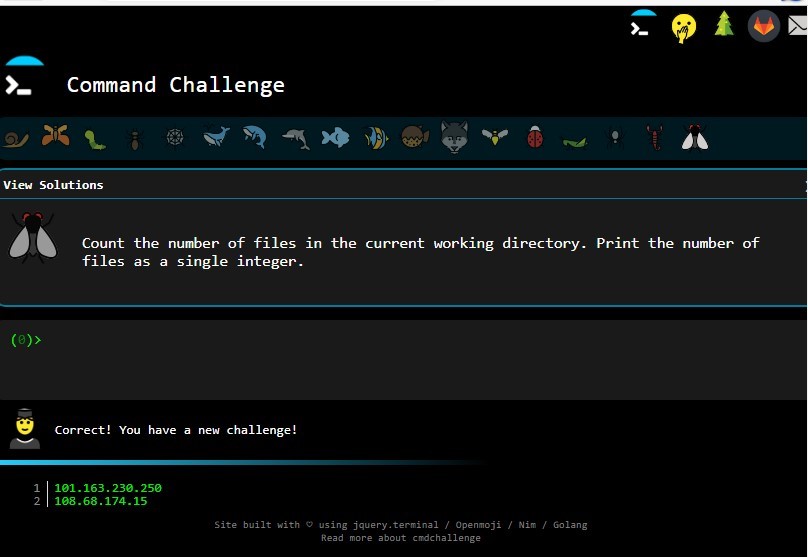 Command Challenge
View Solutions
Count the number of files in the current working directory. Print the number of
files as a single integer.
(0)>
Correct! You have a new challenge!
1 101.163.230.250
2 108.68.174.15
Site built with ♡ using jquery.terminal / Openmoji / Nim / Golang
Read more about cmdchallenge